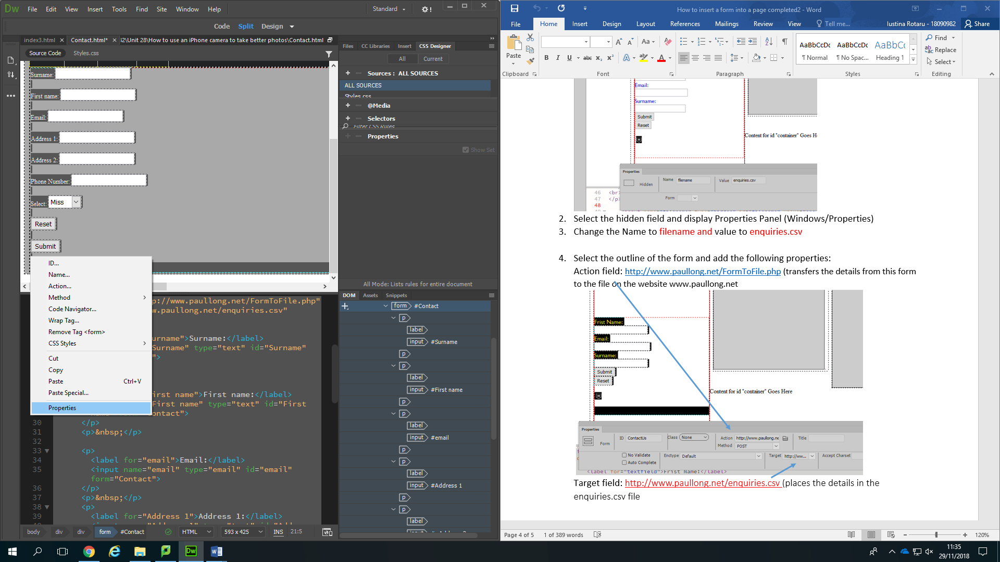 Dw File Edit View Insert Tools Find Site Window Help Standard
Code Split Design
index3.html Contact.html* \Unit 28\How to use an iPhone camera to take better photos\Contact.html
Source Code Styles.css
Surname:
First name:
Email:
Address 1:
Address 2:
Phone Number:
Select: Miss
Reset
Submit
ID...
Name...
Action...
Method
Code Navigator...
Wrap Tag...
Remove Tag <form>
CSS Styles
Cut
Copy
Paste Ctrl+V
Paste Special...
Properties
p://www.paullong.net/FormToFile.php"
w.paullong.net/enquiries.csv"
urname">Surname:</label>
Surname" type="text" id="Surname"
">
irst name">First name:</label>
First name" type="text" id="First
ontact">
30 </p>
31 <p>&nbsp;</p>
32
33 <p>
34 <label for="email">Email:</label>
35 <input name="email" type="email" id="email"
form="Contact">
36 </p>
37 <p>&nbsp;</p>
38 <p>
39 <label for="Address 1">Address 1:</label>
body div div form #Contact HTML 593 x 425 INS 21:5
Files CC Libraries Insert CSS Designer
All Current
Sources : ALL SOURCES
ALL SOURCES
Styles.css
@Media
Selectors
Filter CSS Rules
Properties
Show Set
All Mode: Lists rules for entire document
DOM Assets Snippets
form #Contact
p
label
input #Surname
p
p
label
input #First name
p
p
label
input #email
p
p
label
input #Address 1
p
p
label
How to insert a form into a page completed2 - Word
File Home Insert Design Layout References Mailings Review View Tell me... Iustina Rotaru - 18090982 Share
Paste
B I U abc x₂ x² A A
Aa
AaBbCcDc AaBbCcDc AaBbCc
¶ Normal ¶ No Spac... Heading 1
Find
Replace
Select
Clipboard Font Paragraph Styles Editing
Email:
Surname:
Submit
Reset
Content for id "container" Goes H
Properties
Hidden Name filename Value enquiries.csv
Form
46 <br>
47 </p>
48
2. Select the hidden field and display Properties Panel (Windows/Properties)
3. Change the Name to filename and value to enquiries.csv
4. Select the outline of the form and add the following properties:
Action field: http://www.paullong.net/FormToFile.php (transfers the details from this form
to the file on the website www.paullong.net
Frist Name:
Email:
Surname:
Submit
Reset
Content for id "container" Goes Here
Properties
Form ID ContactUs Class None Action http://www.paullong.ne Title
Method POST
No Validate Enctype Default Target http://ww... Accept Charset
Auto Complete
<label for="textfield">Frist Name:</label>
Target field: http://www.paullong.net/enquiries.csv (places the details in the
enquiries.csv file
Page 4 of 5 1 of 389 words 120%
Dw
11:35
29/11/2018